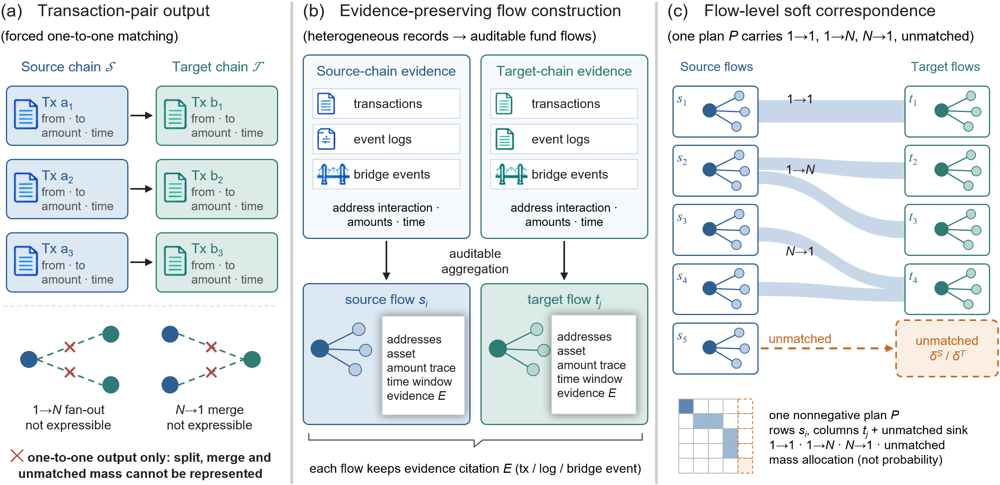 (a) Transaction-pair output
(forced one-to-one matching)
Source chain 𝒮
Target chain 𝒯
Tx a₁
from · to
amount · time
Tx b₁
from · to
amount · time
Tx a₂
from · to
amount · time
Tx b₂
from · to
amount · time
Tx a₃
from · to
amount · time
Tx b₃
from · to
amount · time
1→N fan-out
not expressible
N→1 merge
not expressible
one-to-one output only: split, merge and
unmatched mass cannot be represented
(b) Evidence-preserving flow construction
(heterogeneous records → auditable fund flows)
Source-chain evidence
transactions
event logs
bridge events
address interaction ·
amounts · time
Target-chain evidence
transactions
event logs
bridge events
address interaction ·
amounts · time
auditable
aggregation
source flow sᵢ
addresses
asset
amount trace
time window
evidence E
target flow tⱼ
addresses
asset
amount trace
time window
evidence E
each flow keeps evidence citation E (tx / log / bridge event)
(c) Flow-level soft correspondence
(one plan P carries 1→1, 1→N, N→1, unmatched)
Source flows
Target flows
s₁
1→1
t₁
s₂
1→N
t₂
s₃
N→1
t₃
s₄
t₄
s₅
unmatched
unmatched
δˢ / δᵀ
one nonnegative plan P
rows sᵢ, columns tⱼ + unmatched sink
1→1 · 1→N · N→1 · unmatched
mass allocation (not probability)